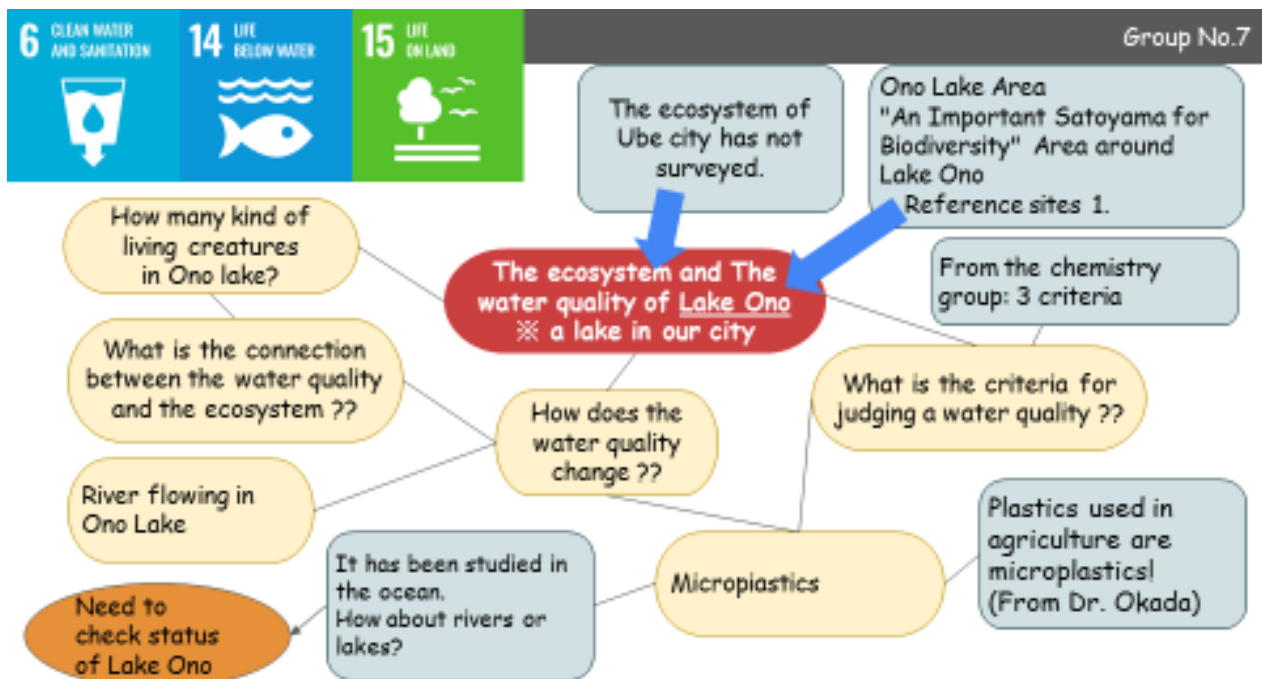 6 CLEAN WATER
AND SANITATION
14 LIFE
BELOW WATER
15 LIFE
ON LAND
Group No.7
The ecosystem of
Ube city has not
surveyed.
Ono Lake Area
"An Important Satoyama for
Biodiversity" Area around
Lake Ono
Reference sites 1.
How many kind of
living creatures
in Ono lake?
The ecosystem and The
water quality of Lake Ono
※ a lake in our city
From the chemistry
group: 3 criteria
What is the connection
between the water quality
and the ecosystem ??
How does the
water quality
change ??
What is the criteria for
judging a water quality ??
River flowing in
Ono Lake
It has been studied in
the ocean.
How about rivers or
lakes?
Microplastics
Plastics used in
agriculture are
microplastics!
(From Dr. Okada)
Need to
check status
of Lake Ono